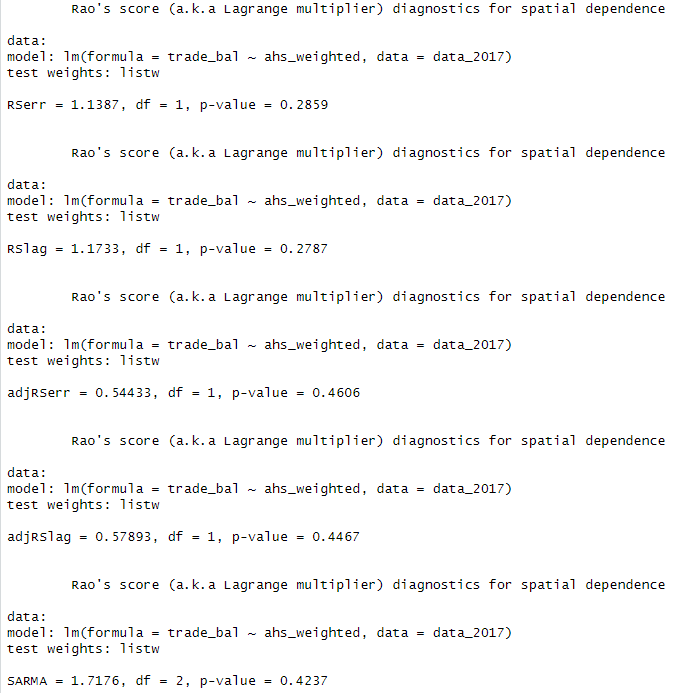 Rao's score (a.k.a Lagrange multiplier) diagnostics for spatial dependence
data:
model: lm(formula = trade_bal ~ ahs_weighted, data = data_2017)
test weights: listw
RSerr = 1.1387, df = 1, p-value = 0.2859
Rao's score (a.k.a Lagrange multiplier) diagnostics for spatial dependence
data:
model: lm(formula = trade_bal ~ ahs_weighted, data = data_2017)
test weights: listw
RSlag = 1.1733, df = 1, p-value = 0.2787
Rao's score (a.k.a Lagrange multiplier) diagnostics for spatial dependence
data:
model: lm(formula = trade_bal ~ ahs_weighted, data = data_2017)
test weights: listw
adjRSerr = 0.54433, df = 1, p-value = 0.4606
Rao's score (a.k.a Lagrange multiplier) diagnostics for spatial dependence
data:
model: lm(formula = trade_bal ~ ahs_weighted, data = data_2017)
test weights: listw
adjRSlag = 0.57893, df = 1, p-value = 0.4467
Rao's score (a.k.a Lagrange multiplier) diagnostics for spatial dependence
data:
model: lm(formula = trade_bal ~ ahs_weighted, data = data_2017)
test weights: listw
SARMA = 1.7176, df = 2, p-value = 0.4237